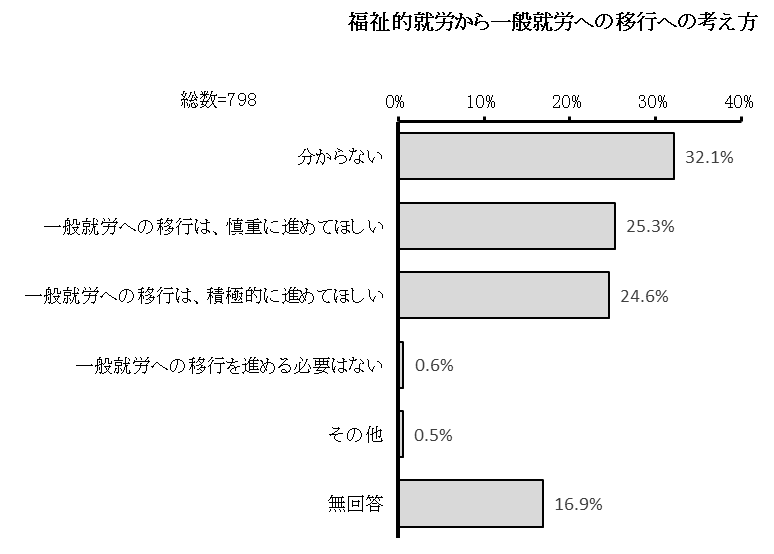 福祉的就労から一般就労への移行への考え方
総数=798
0% 10% 20% 30% 40%
分からない 32.1%
一般就労への移行は、慎重に進めてほしい 25.3%
一般就労への移行は、積極的に進めてほしい 24.6%
一般就労への移行を進める必要はない 0.6%
その他 0.5%
無回答 16.9%